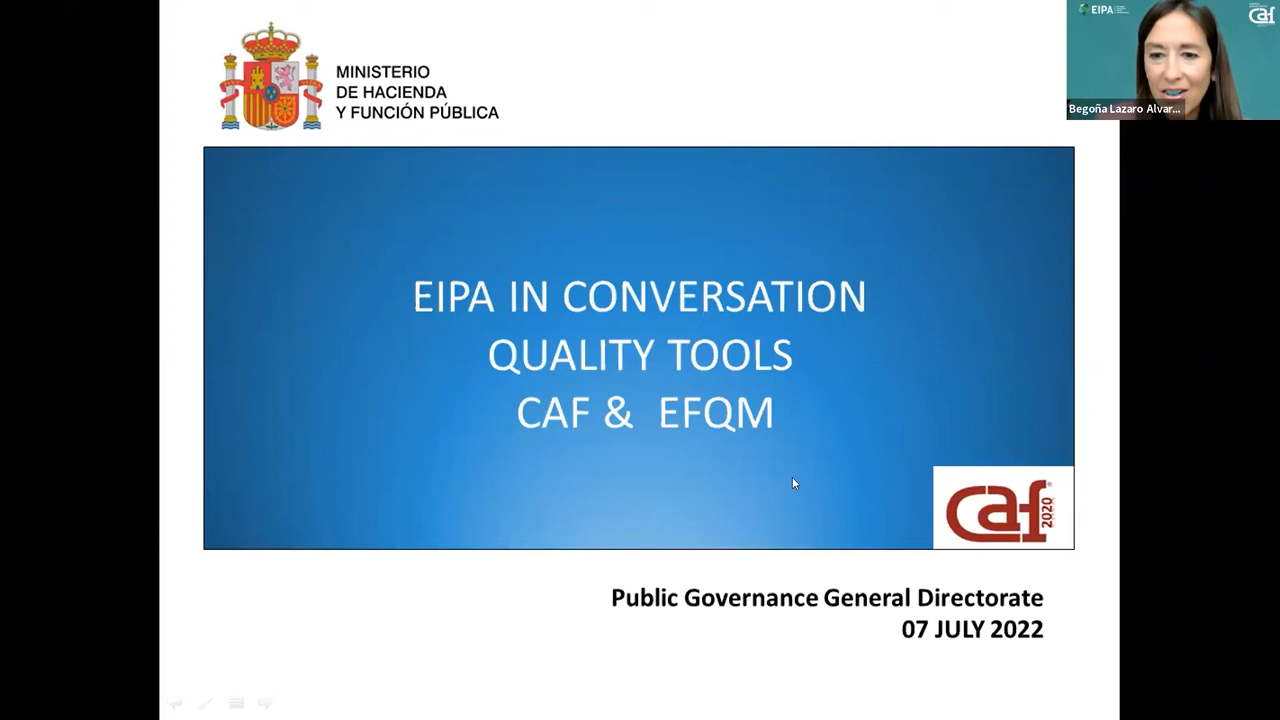 MINISTERIO
DE HACIENDA
Y FUNCIÓN PÚBLICA
EIPA
caf
Begoña Lazaro Alvar...
EIPA IN CONVERSATION
QUALITY TOOLS
CAF & EFQM
caf 2020
Public Governance General Directorate
07 JULY 2022